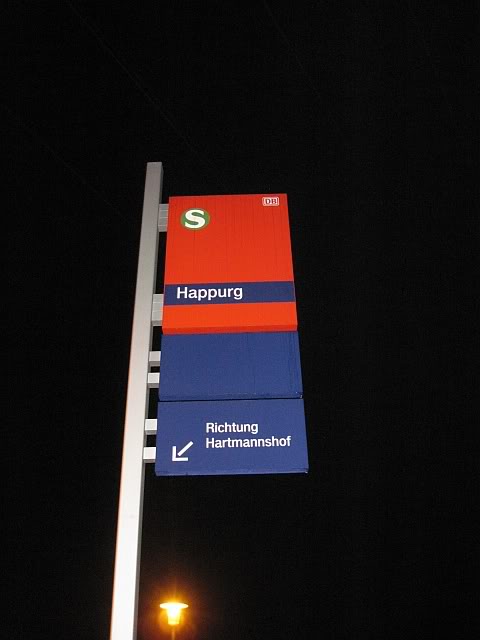 S
DB
Happurg
Richtung
Hartmannshof